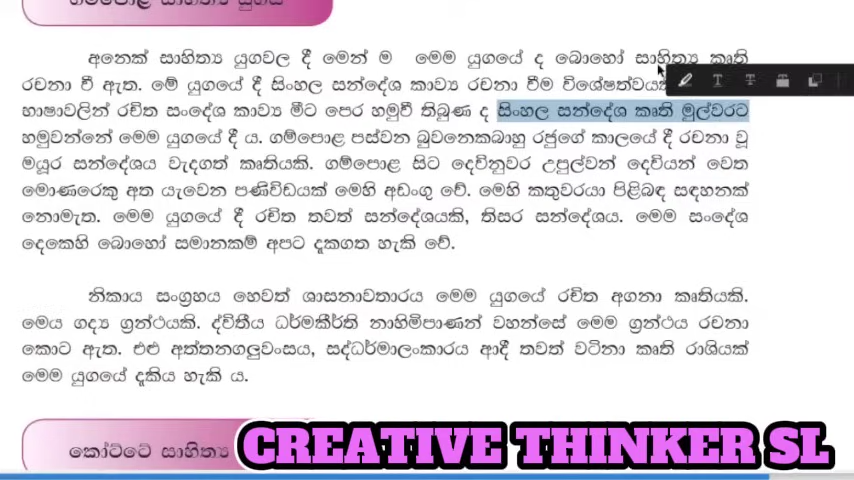 ගම්පොළ සාහිත්‍ය යුගය
අනෙක් සාහිත්‍ය යුගවල දී මෙන් ම මෙම යුගයේ ද බොහෝ සාහිත්‍ය කෘති
රචනා වී ඇත. මේ යුගයේ දී සිංහල සන්දේශ කාව්‍ය රචනා වීම විශේෂත්වයක්
භාෂාවලින් රචිත සංදේශ කාව්‍ය මීට පෙර හමුවී තිබුණ ද සිංහල සන්දේශ කෘති මුල්වරට
හමුවන්නේ මෙම යුගයේ දී ය. ගම්පොළ පස්වන බුවනෙකබාහු රජුගේ කාලයේ දී රචනා වූ
මයූර සන්දේශය වැදගත් කෘතියකි. ගම්පොළ සිට දෙවිනුවර උපුල්වන් දෙවියන් වෙත
මොණරෙකු අත යැවෙන පණිවිඩයක් මෙහි අඩංගු වේ. මෙහි කතුවරයා පිළිබඳ සඳහනක්
නොමැත. මෙම යුගයේ දී රචිත තවත් සන්දේශයකි, තිසර සන්දේශය. මෙම සංදේශ
දෙකෙහි බොහෝ සමානකම් අපට දැකගත හැකි වේ.
නිකාය සංග්‍රහය හෙවත් ශාසනාවතාරය මෙම යුගයේ රචිත අගනා කෘතියකි.
මෙය ගද්‍ය ග්‍රන්ථයකි. ද්විතීය ධර්මකීර්ති නාහිමිපාණන් වහන්සේ මෙම ග්‍රන්ථය රචනා
කොට ඇත. එළු අත්තනගලුවංසය, සද්ධර්මාලංකාරය ආදී තවත් වටිනා කෘති රාශියක්
මෙම යුගයේ දැකිය හැකි ය.
කෝට්ටේ සාහිත්‍ය
CREATIVE THINKER SL